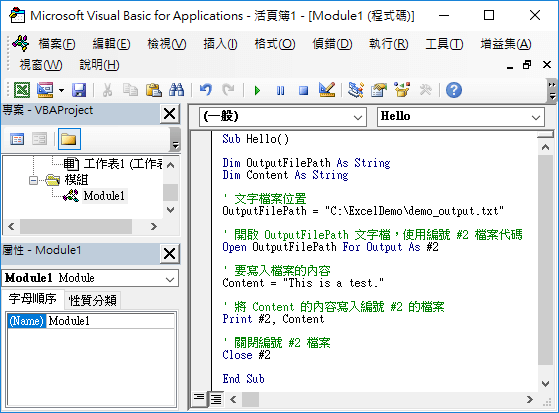 Microsoft Visual Basic for Applications - 活頁簿1 - [Module1 (程式碼)]
檔案(F) 編輯(E) 檢視(V) 插入(I) 格式(O) 偵錯(D) 執行(R) 工具(T) 增益集(A)
視窗(W) 說明(H)
專案 - VBAProject
工作表1 (工作表
模組
Module1
屬性 - Module1
Module1 Module
字母順序 性質分類
(Name) Module1
(一般) Hello
Sub Hello()
Dim OutputFilePath As String
Dim Content As String
' 文字檔案位置
OutputFilePath = "C:\ExcelDemo\demo_output.txt"
' 開啟 OutputFilePath 文字檔，使用編號 #2 檔案代碼
Open OutputFilePath For Output As #2
' 要寫入檔案的內容
Content = "This is a test."
' 將 Content 的內容寫入編號 #2 的檔案
Print #2, Content
' 關閉編號 #2 檔案
Close #2
End Sub